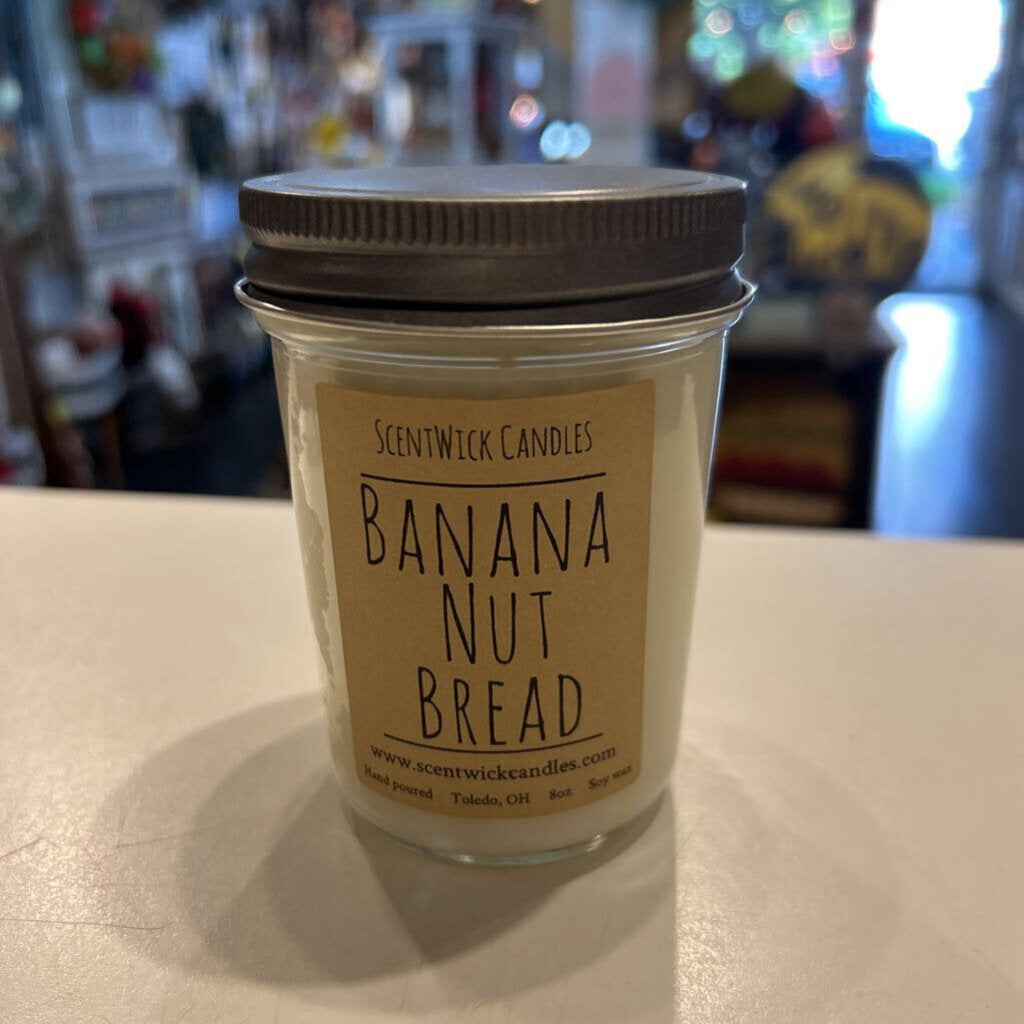 ScentWick Candles
Banana
Nut
Bread
www.scentwickcandles.com
Hand poured Toledo, OH 8oz Soy wax